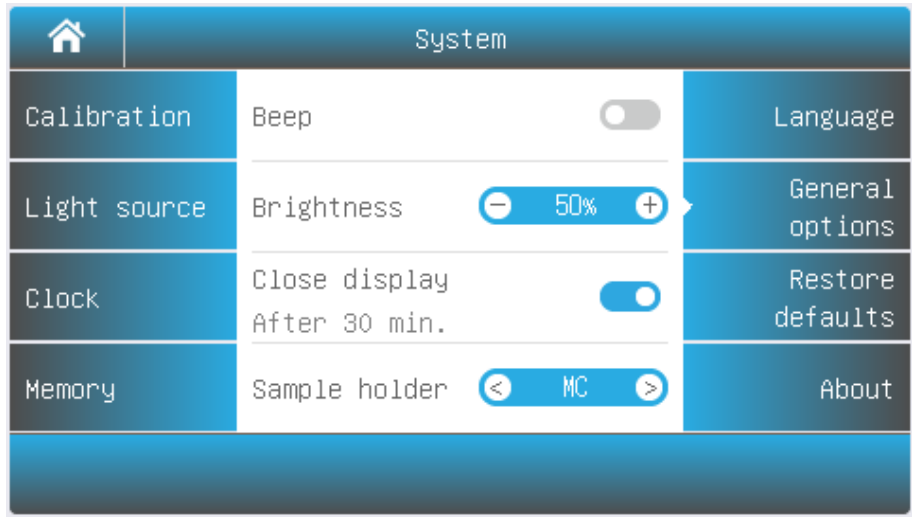 System
Calibration
Beep
Language
Light source
Brightness
- 50% +
General
options
Clock
Close display
After 30 min.
Restore
defaults
Memory
Sample holder
< MC >
About